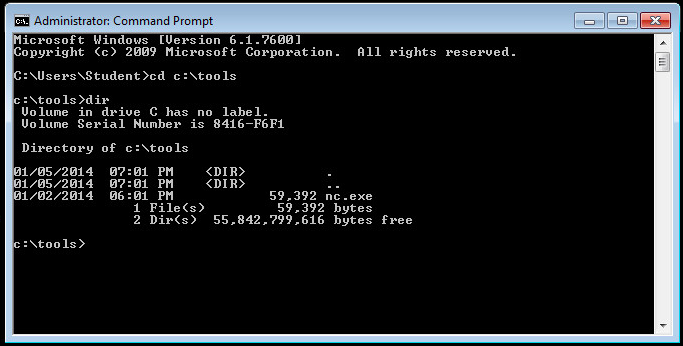 Administrator: Command Prompt
Microsoft Windows [Version 6.1.7600]
Copyright (c) 2009 Microsoft Corporation.  All rights reserved.
C:\Users\Student>cd c:\tools
c:\tools>dir
 Volume in drive C has no label.
 Volume Serial Number is 8416-F6F1
 Directory of c:\tools
01/05/2014  07:01 PM    <DIR>          .
01/05/2014  07:01 PM    <DIR>          ..
01/02/2014  06:01 PM            59,392 nc.exe
               1 File(s)         59,392 bytes
               2 Dir(s)  55,842,799,616 bytes free
c:\tools>